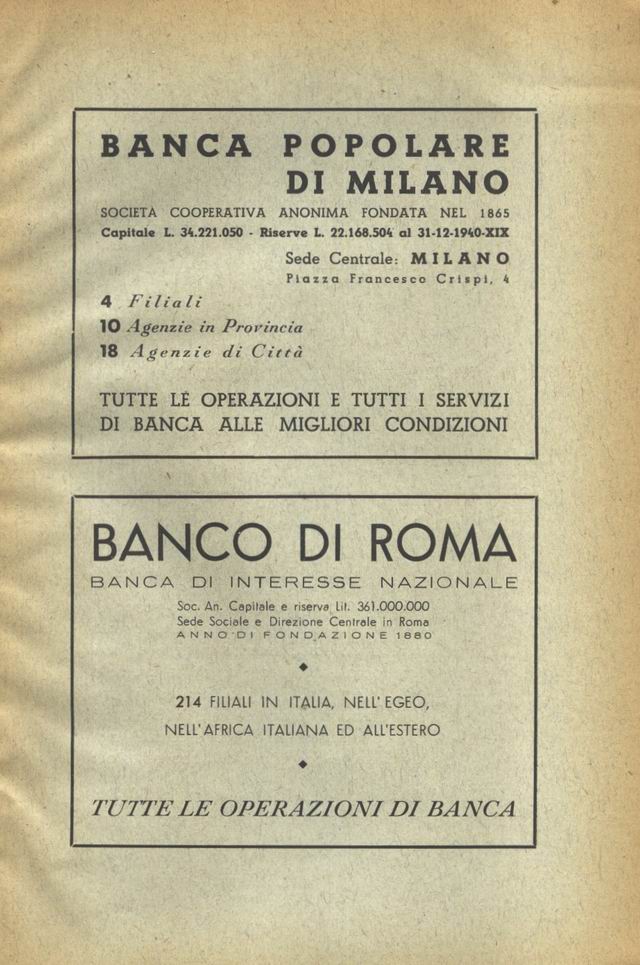 BANCA POPOLARE
DI MILANO
SOCIETÀ COOPERATIVA ANONIMA FONDATA NEL 1865
Capitale L. 34.221.050 - Riserve L. 22.168.504 al 31-12-1940-XIX
Sede Centrale: MILANO
Piazza Francesco Crispi, 4
4 Filiali
10 Agenzie in Provincia
18 Agenzie di Città
TUTTE LE OPERAZIONI E TUTTI I SERVIZI
DI BANCA ALLE MIGLIORI CONDIZIONI
BANCO DI ROMA
BANCA DI INTERESSE NAZIONALE
Soc. An. Capitale e riserva Lit. 361.000.000
Sede Sociale e Direzione Centrale in Roma
ANNO DI FONDAZIONE 1880
214 FILIALI IN ITALIA, NELL'EGEO,
NELL'AFRICA ITALIANA ED ALL'ESTERO
TUTTE LE OPERAZIONI DI BANCA